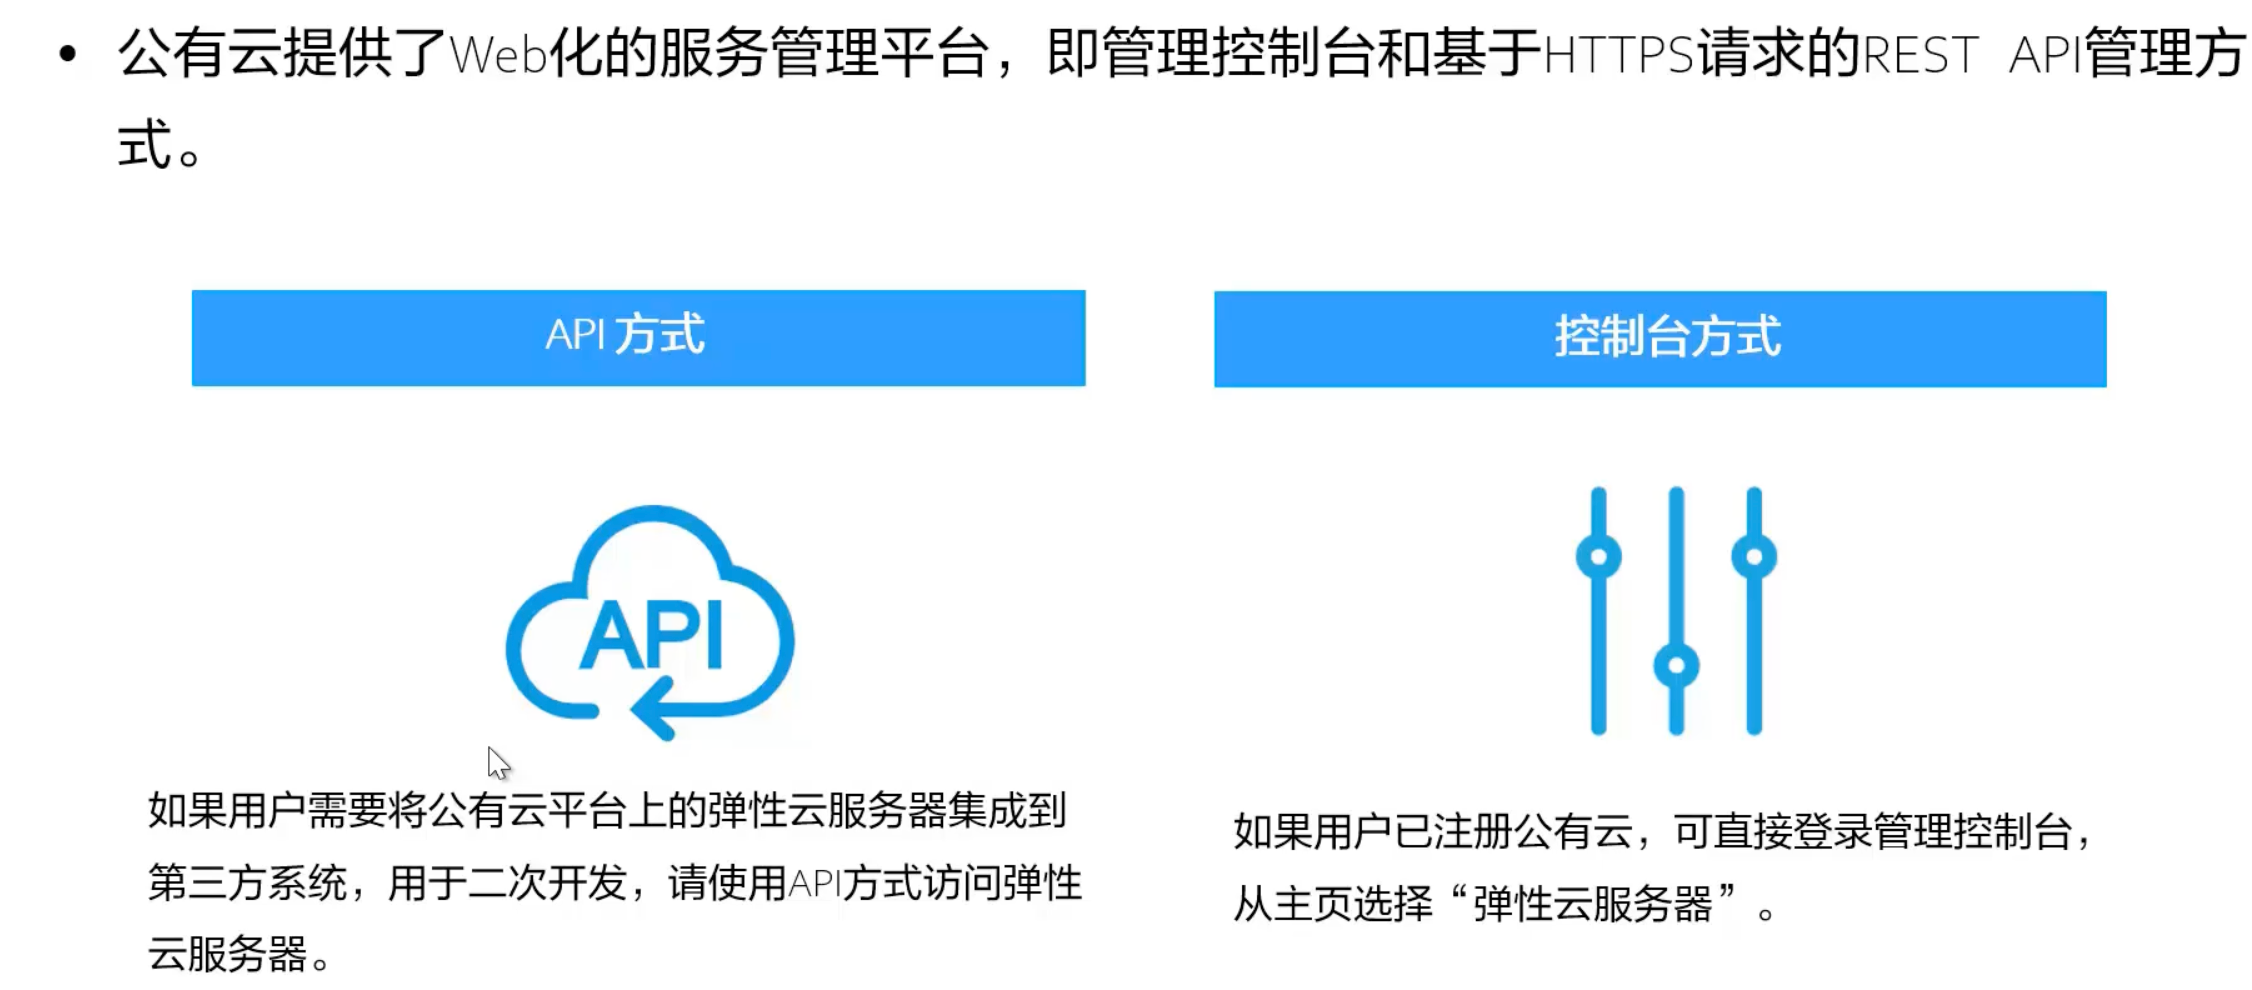 • 公有云提供了Web化的服务管理平台，即管理控制台和基于HTTPS请求的REST API管理方
式。
API 方式
API
如果用户需要将公有云平台上的弹性云服务器集成到
第三方系统，用于二次开发，请使用API方式访问弹性
云服务器。
控制台方式
如果用户已注册公有云，可直接登录管理控制台，
从主页选择“弹性云服务器”。